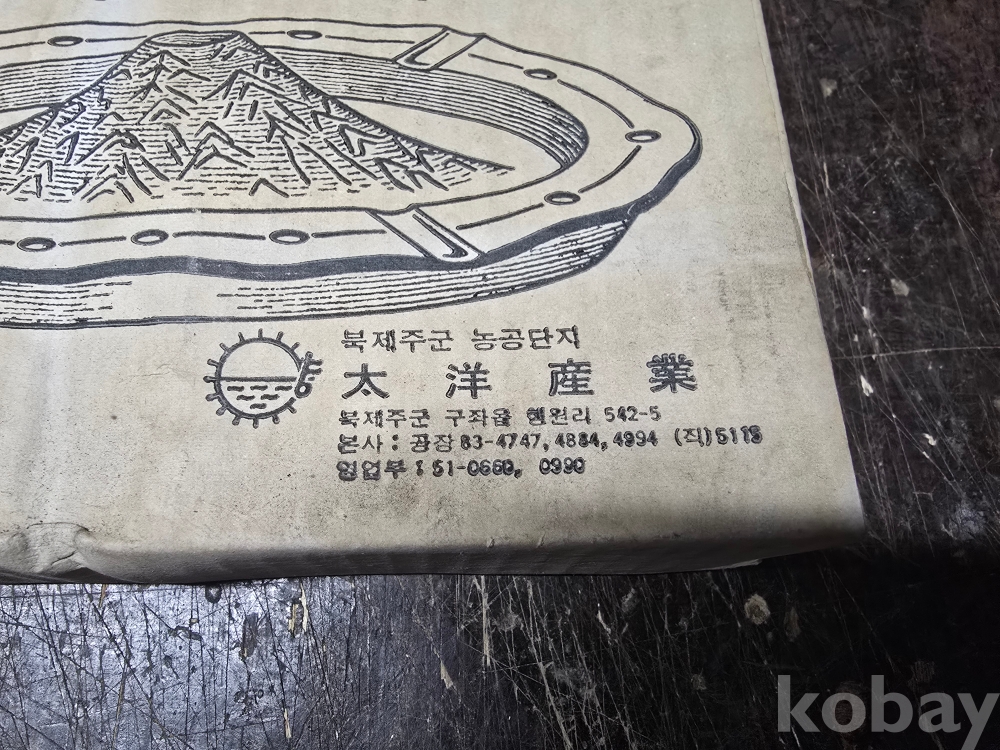 북제주군 농공단지
太洋産業
북제주군 구좌읍 행원리 542-5
본사 : 공장 83-4747, 4884, 4994 (직) 5118
영업부 : 51-0660, 0990
kobay